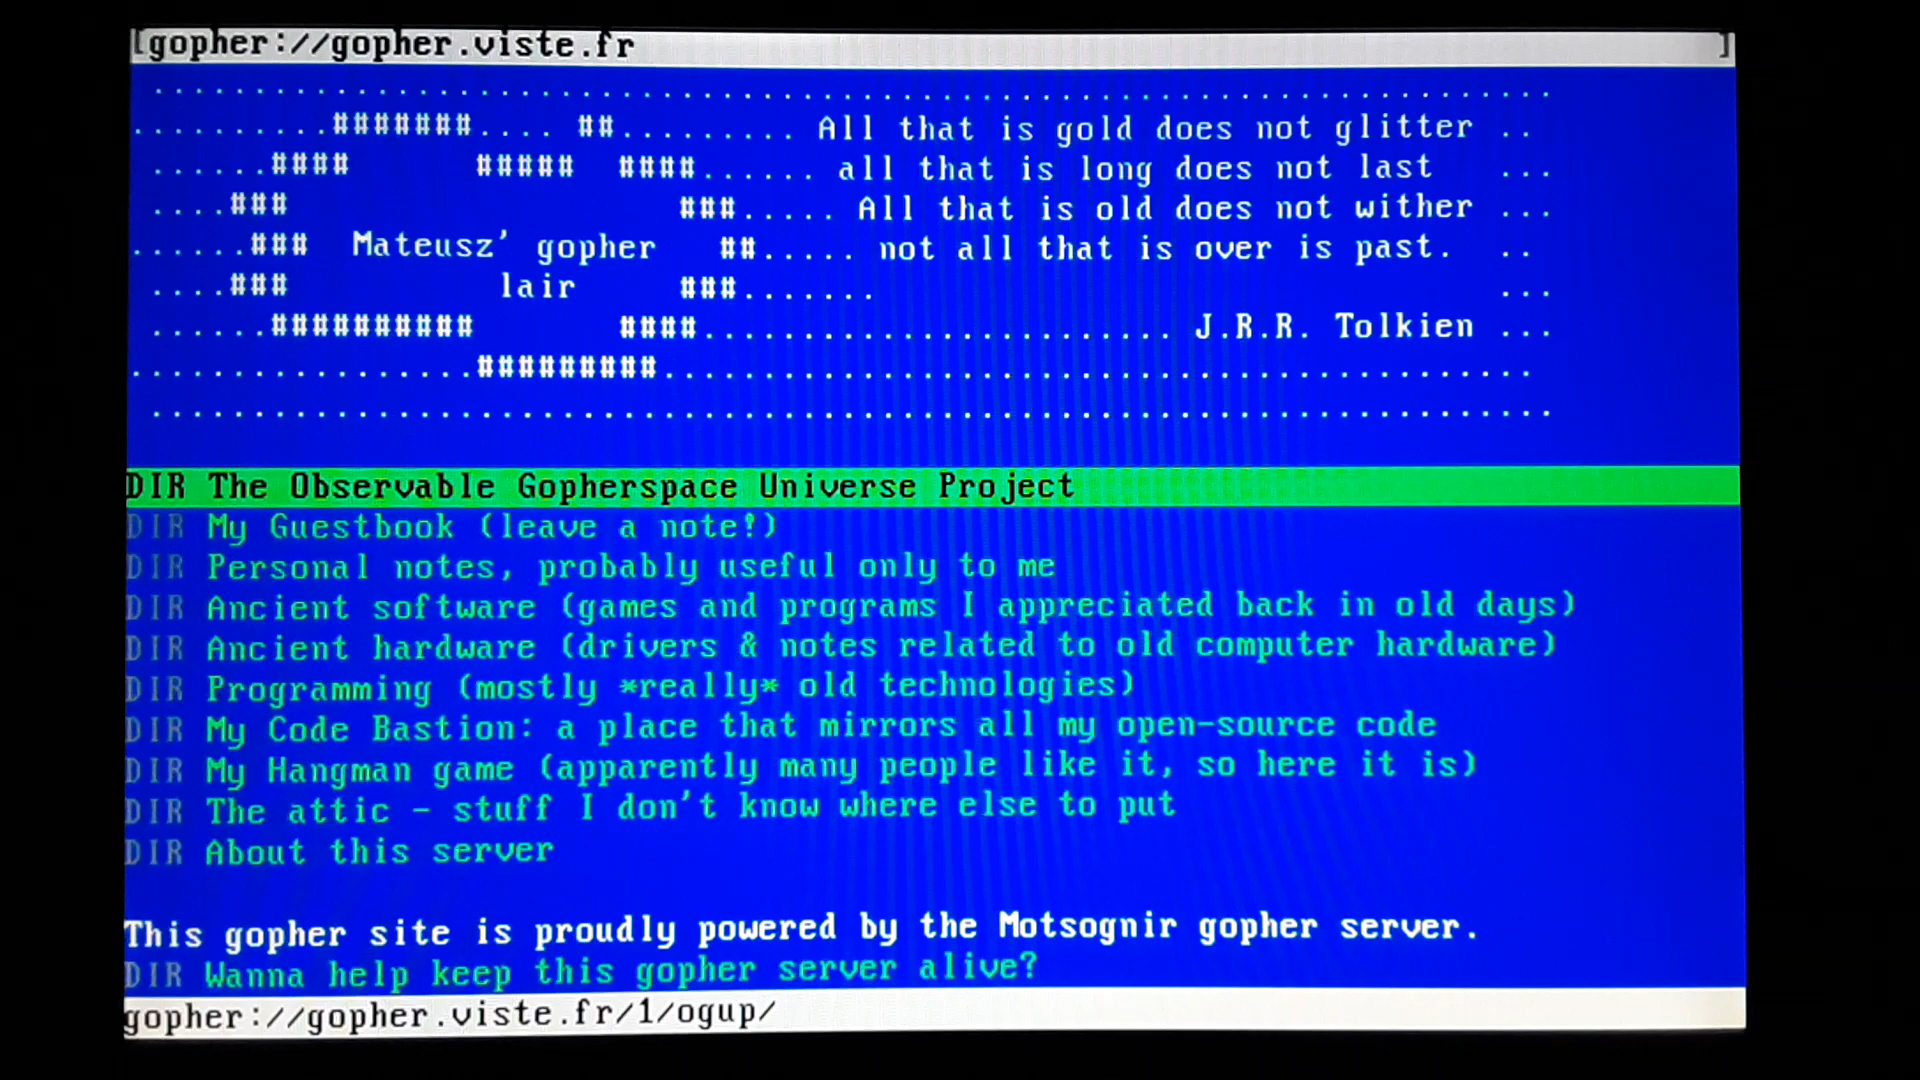 [gopher://gopher.viste.fr ]
.....................................................................
..........#######.... ##......... All that is gold does not glitter ..
......#### ##### ####...... all that is long does not last ...
....### ###..... All that is old does not wither ...
......### Mateusz' gopher ##..... not all that is over is past. ..
....### lair ###....... ...
......########## ####....................... J.R.R. Tolkien ...
.................#########...........................................
.....................................................................
DIR The Observable Gopherspace Universe Project
DIR My Guestbook (leave a note!)
DIR Personal notes, probably useful only to me
DIR Ancient software (games and programs I appreciated back in old days)
DIR Ancient hardware (drivers & notes related to old computer hardware)
DIR Programming (mostly *really* old technologies)
DIR My Code Bastion: a place that mirrors all my open-source code
DIR My Hangman game (apparently many people like it, so here it is)
DIR The attic - stuff I don't know where else to put
DIR About this server
This gopher site is proudly powered by the Motsognir gopher server.
DIR Wanna help keep this gopher server alive?
gopher://gopher.viste.fr/1/ogup/